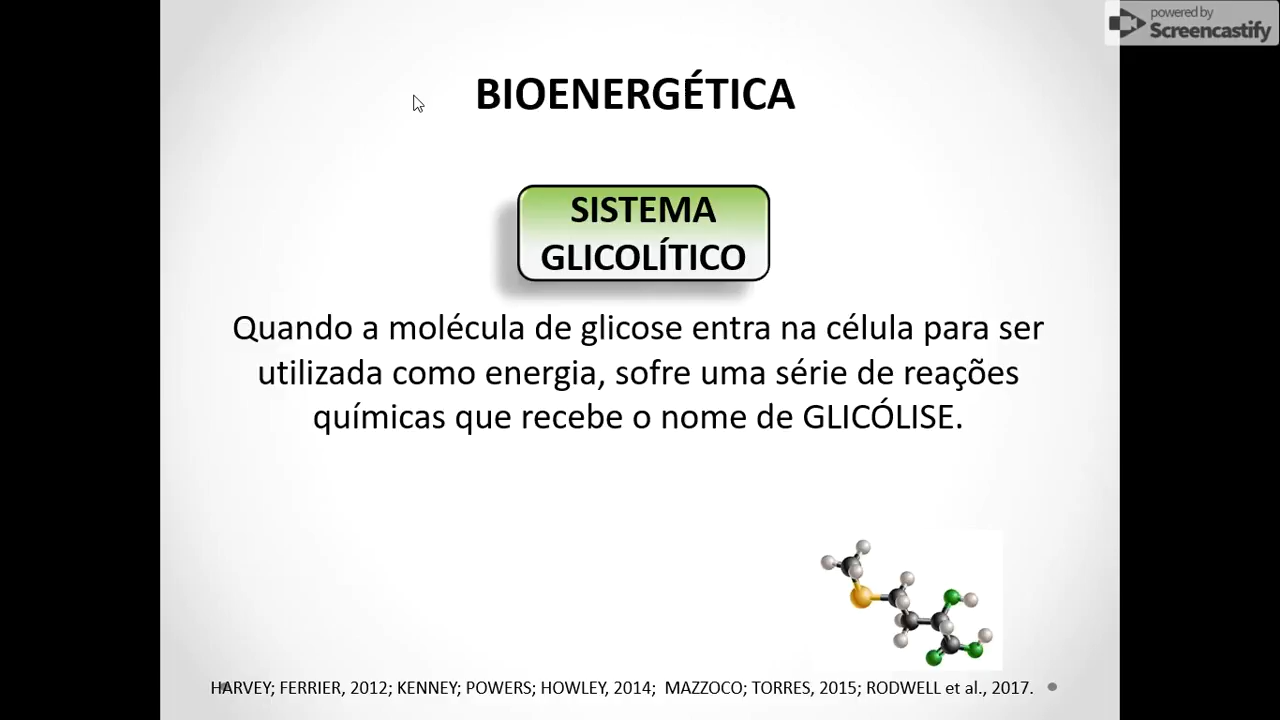 powered by
Screencastify
BIOENERGÉTICA
SISTEMA
GLICOLÍTICO
Quando a molécula de glicose entra na célula para ser
utilizada como energia, sofre uma série de reações
químicas que recebe o nome de GLICÓLISE.
HARVEY; FERRIER, 2012; KENNEY; POWERS; HOWLEY, 2014; MAZZOCO; TORRES, 2015; RODWELL et al., 2017.